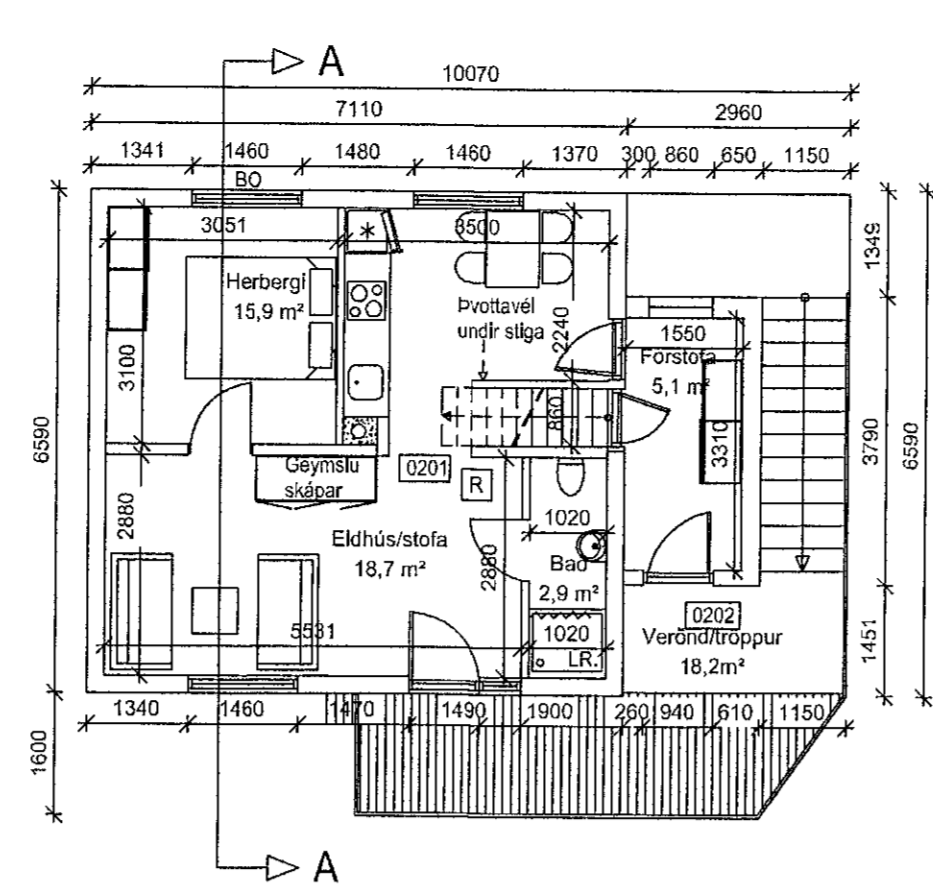 A
10070
7110 2960
1341 1460 1480 1460 1370 300 860 650 1150
BO
3051 * 3500
1349
Herbergi
15,9 m²
Þvottavél
undir stiga
2240
1550
Forstofa
5,1 m²
3100
860
3310
6590
3790
6590
Geymslu
skápar
0201
R
2880
1020
Eldhús/stofa
18,7 m²
2880
Bað
2,9 m²
0202
5531
1020
LR.
Verönd/tröppur
18,2m²
1451
1340 1460 1470 1490 1900 260 940 610 1150
1600
A